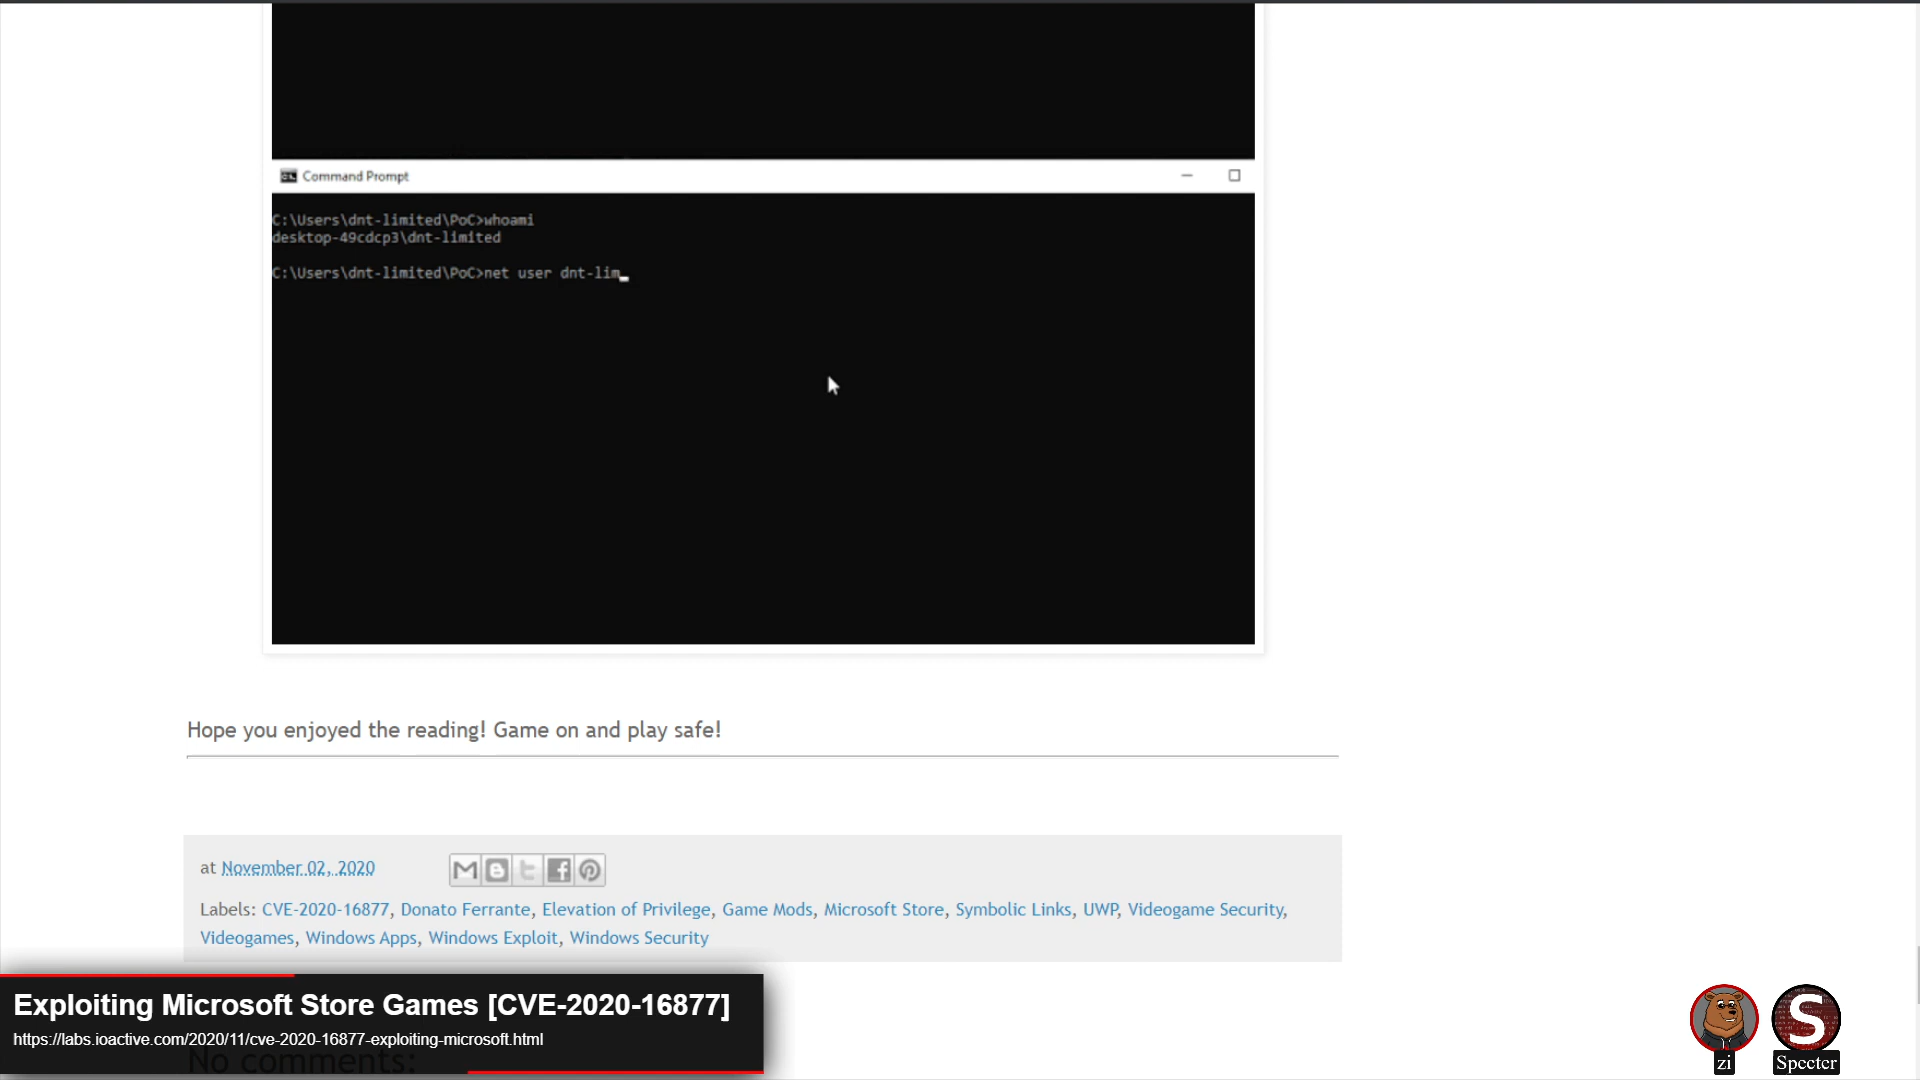 Command Prompt
C:\Users\dnt-limited\PoC>whoami
desktop-49cdcp3\dnt-limited
C:\Users\dnt-limited\PoC>net user dnt-lim_
Hope you enjoyed the reading! Game on and play safe!
at November 02, 2020
Labels: CVE-2020-16877, Donato Ferrante, Elevation of Privilege, Game Mods, Microsoft Store, Symbolic Links, UWP, Videogame Security,
Videogames, Windows Apps, Windows Exploit, Windows Security
Exploiting Microsoft Store Games [CVE-2020-16877]
https://labs.ioactive.com/2020/11/cve-2020-16877-exploiting-microsoft.html
No comments:
S
zi
Specter